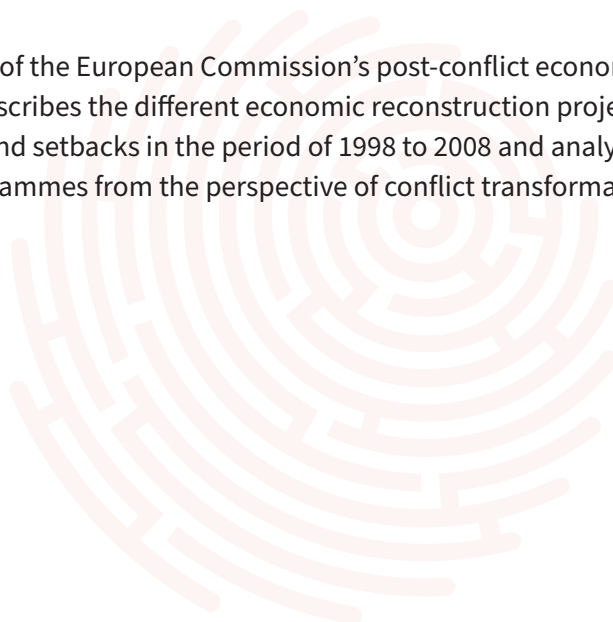 of the European Commission’s post-conflict econo
scribes the different economic reconstruction proje
nd setbacks in the period of 1998 to 2008 and analy
ammes from the perspective of conflict transforma